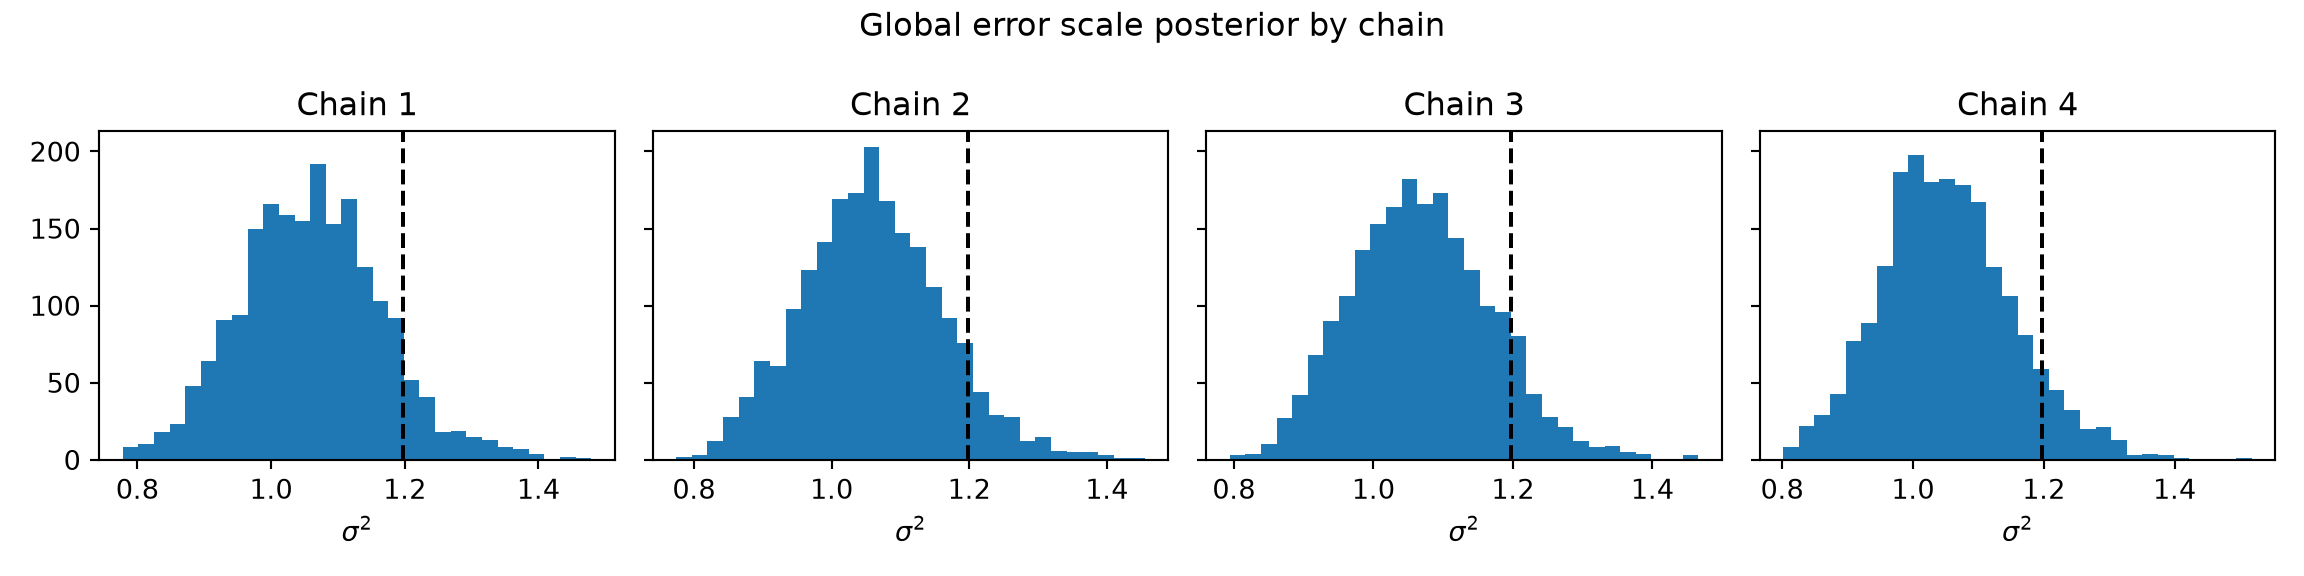 Global error scale posterior by chain
Chain 1 Chain 2 Chain 3 Chain 4
200
150
100
50
0
0.8 1.0 1.2 1.4 0.8 1.0 1.2 1.4 0.8 1.0 1.2 1.4 0.8 1.0 1.2 1.4
σ² σ² σ² σ²